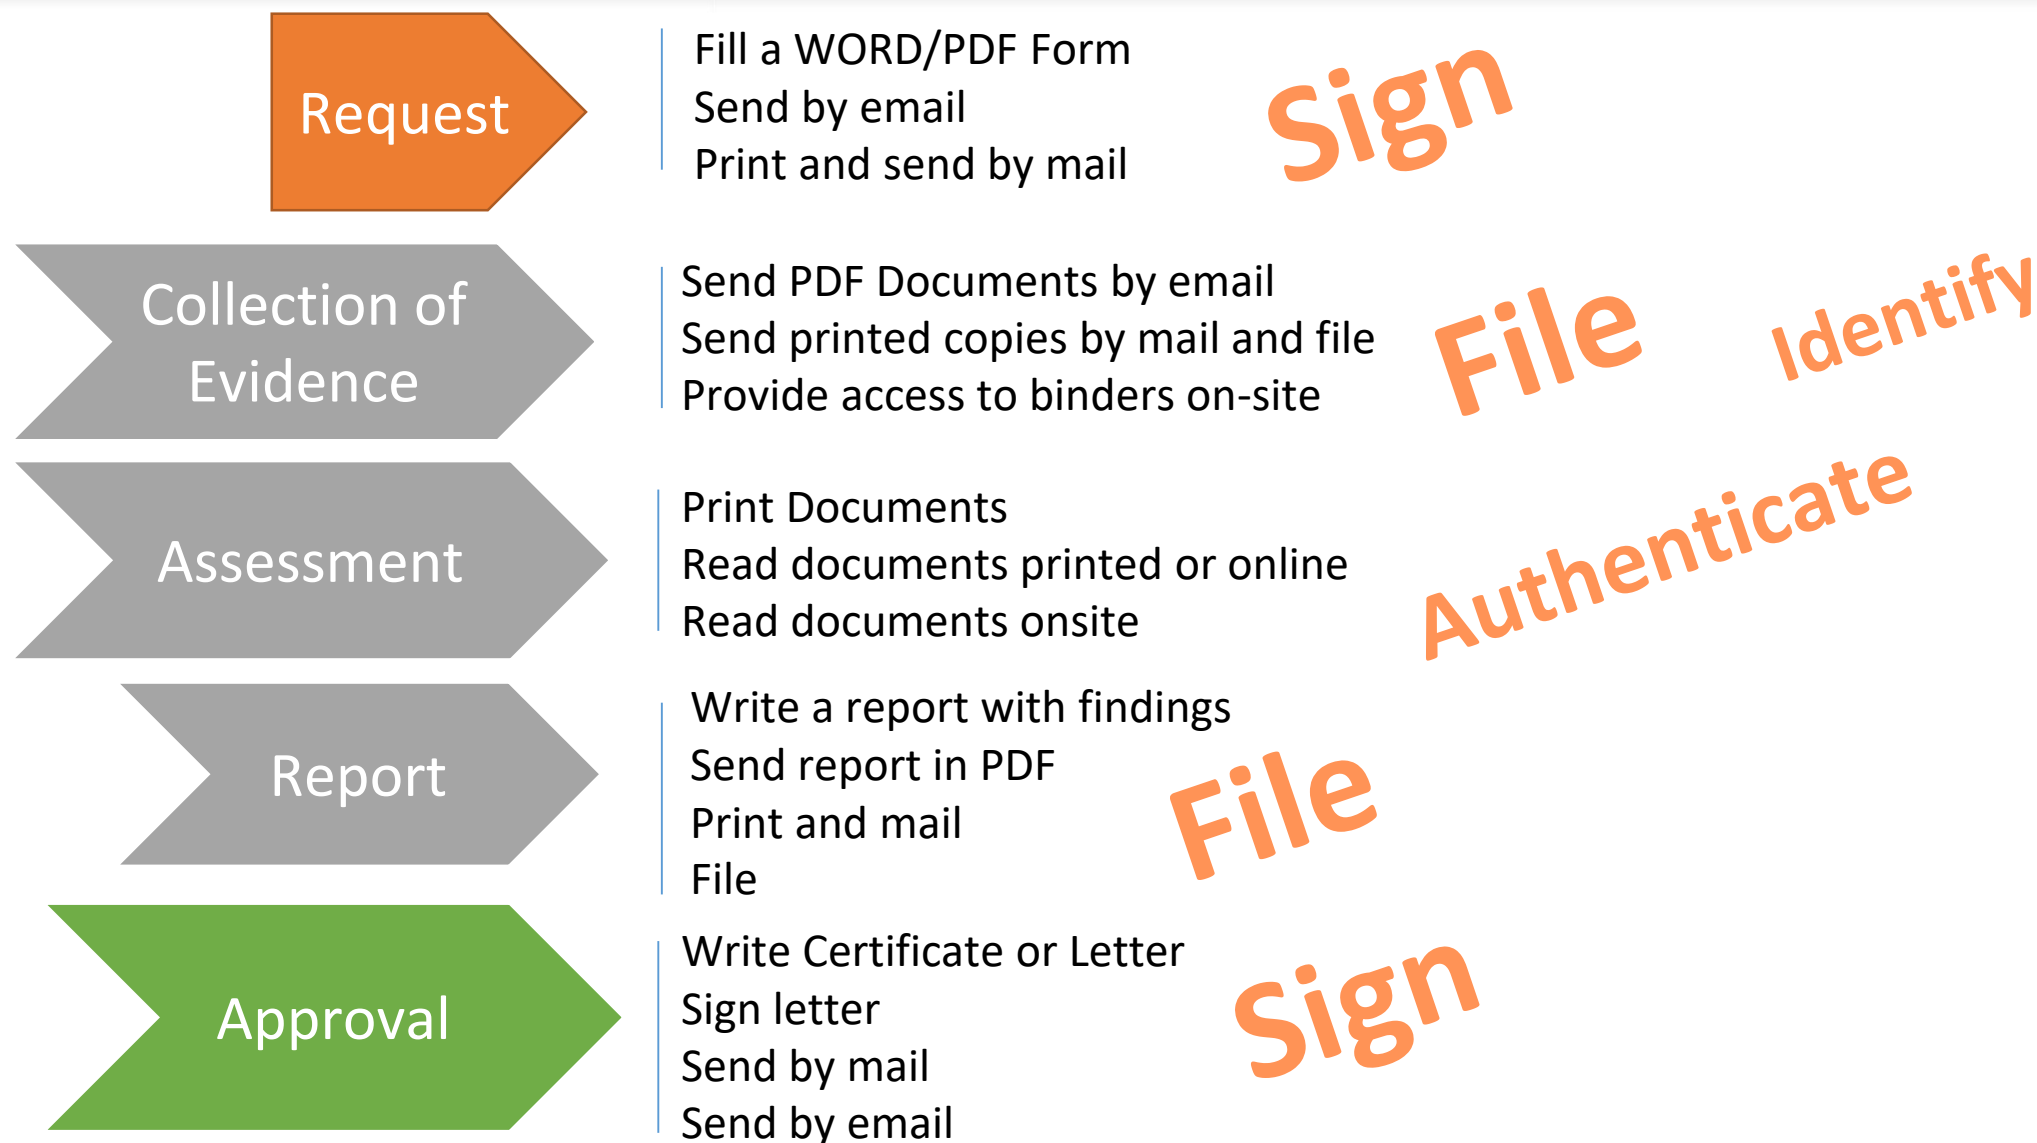 Request
Fill a WORD/PDF Form
Send by email
Print and send by mail
Sign
Collection of
Evidence
Send PDF Documents by email
Send printed copies by mail and file
Provide access to binders on-site
File
Identify
Assessment
Print Documents
Read documents printed or online
Read documents onsite
Authenticate
Report
Write a report with findings
Send report in PDF
Print and mail
File
File
Approval
Write Certificate or Letter
Sign letter
Send by mail
Send by email
Sign